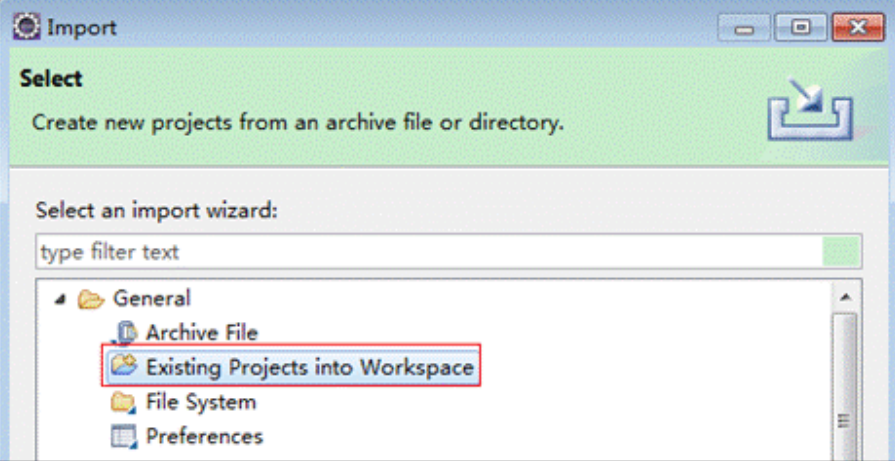 Import
Select
Create new projects from an archive file or directory.
Select an import wizard:
type filter text
General
Archive File
Existing Projects into Workspace
File System
Preferences